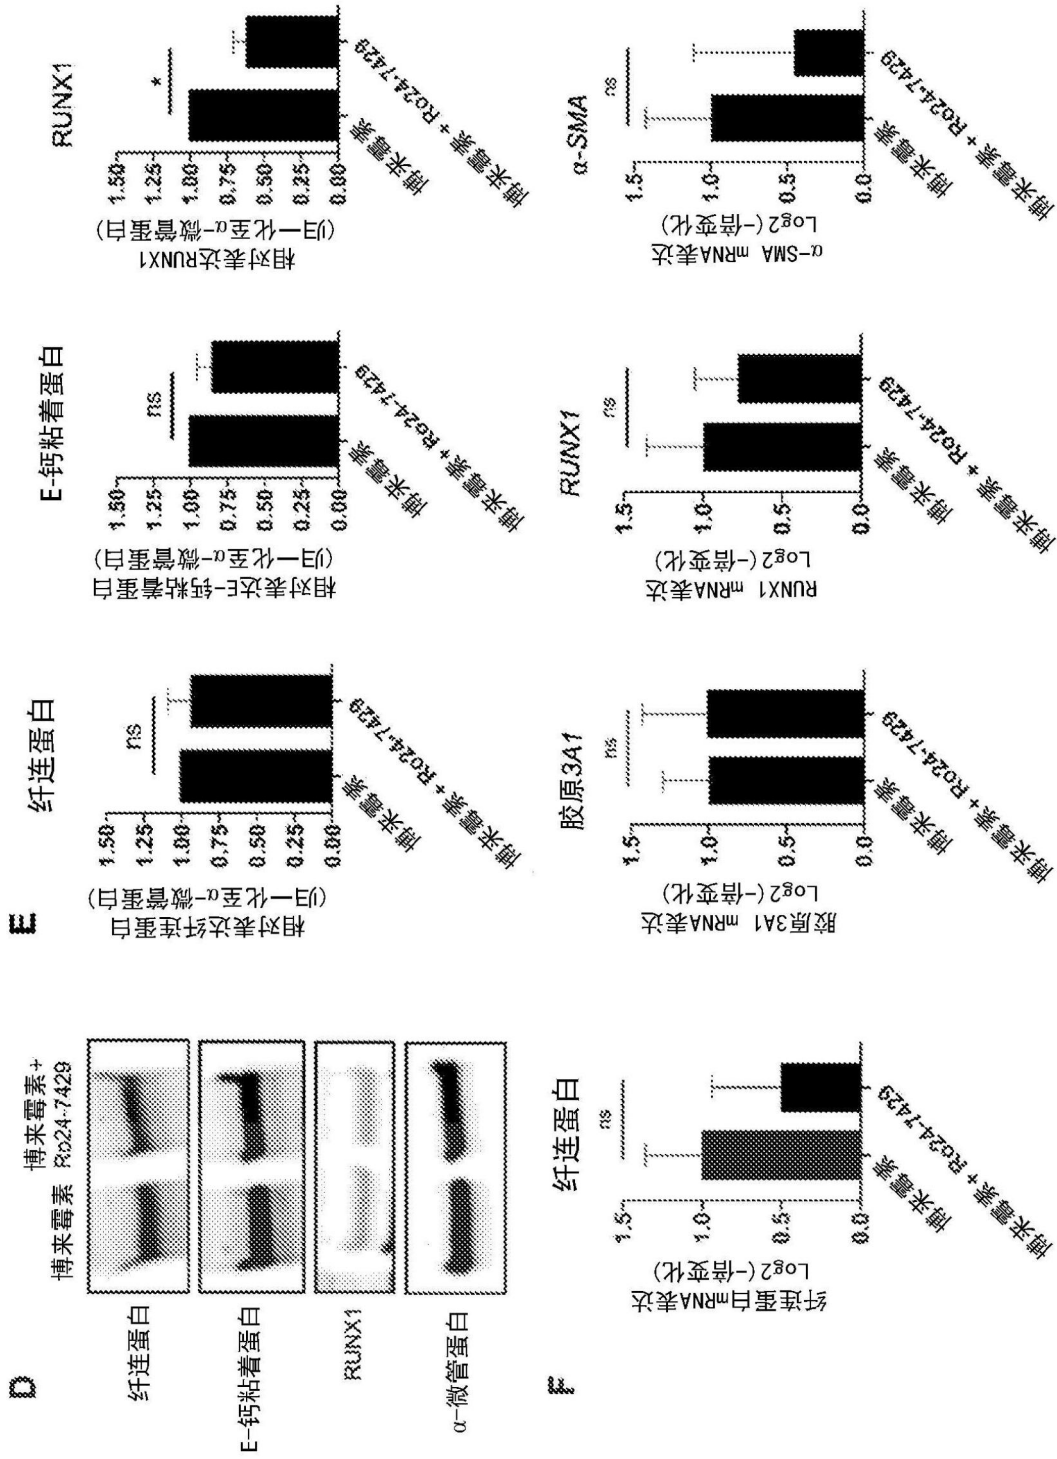 D
博来霉素
博来霉素+
Ro24-7429
纤连蛋白
E-钙粘着蛋白
RUNX1
α-微管蛋白
E
纤连蛋白
相对表达纤连蛋白
(归一化至α-微管蛋白)
1.50
1.25
1.00
0.75
0.50
0.25
0.00
ns
博来霉素
博来霉素+ Ro24-7429
E-钙粘着蛋白
相对表达E-钙粘着蛋白
(归一化至α-微管蛋白)
1.50
1.25
1.00
0.75
0.50
0.25
0.00
ns
博来霉素
博来霉素+ Ro24-7429
RUNX1
相对表达RUNX1
(归一化至α-微管蛋白)
1.50
1.25
1.00
0.75
0.50
0.25
0.00
*
博来霉素
博来霉素 + Ro24-7429
F
纤连蛋白
纤连蛋白mRNA表达
Log2(-倍变化)
1.5
1.0
0.5
0.0
ns
博来霉素
博来霉素 + Ro24-7429
胶原3A1
胶原3A1 mRNA表达
Log2(-倍变化)
1.5
1.0
0.5
0.0
ns
博来霉素
博来霉素 + Ro24-7429
RUNX1
RUNX1 mRNA表达
Log2(-倍变化)
1.5
1.0
0.5
0.0
ns
博来霉素
博来霉素 + Ro24-7429
α-SMA
α-SMA mRNA表达
Log2(-倍变化)
1.5
1.0
0.5
0.0
ns
博来霉素
博来霉素 + Ro24-7429